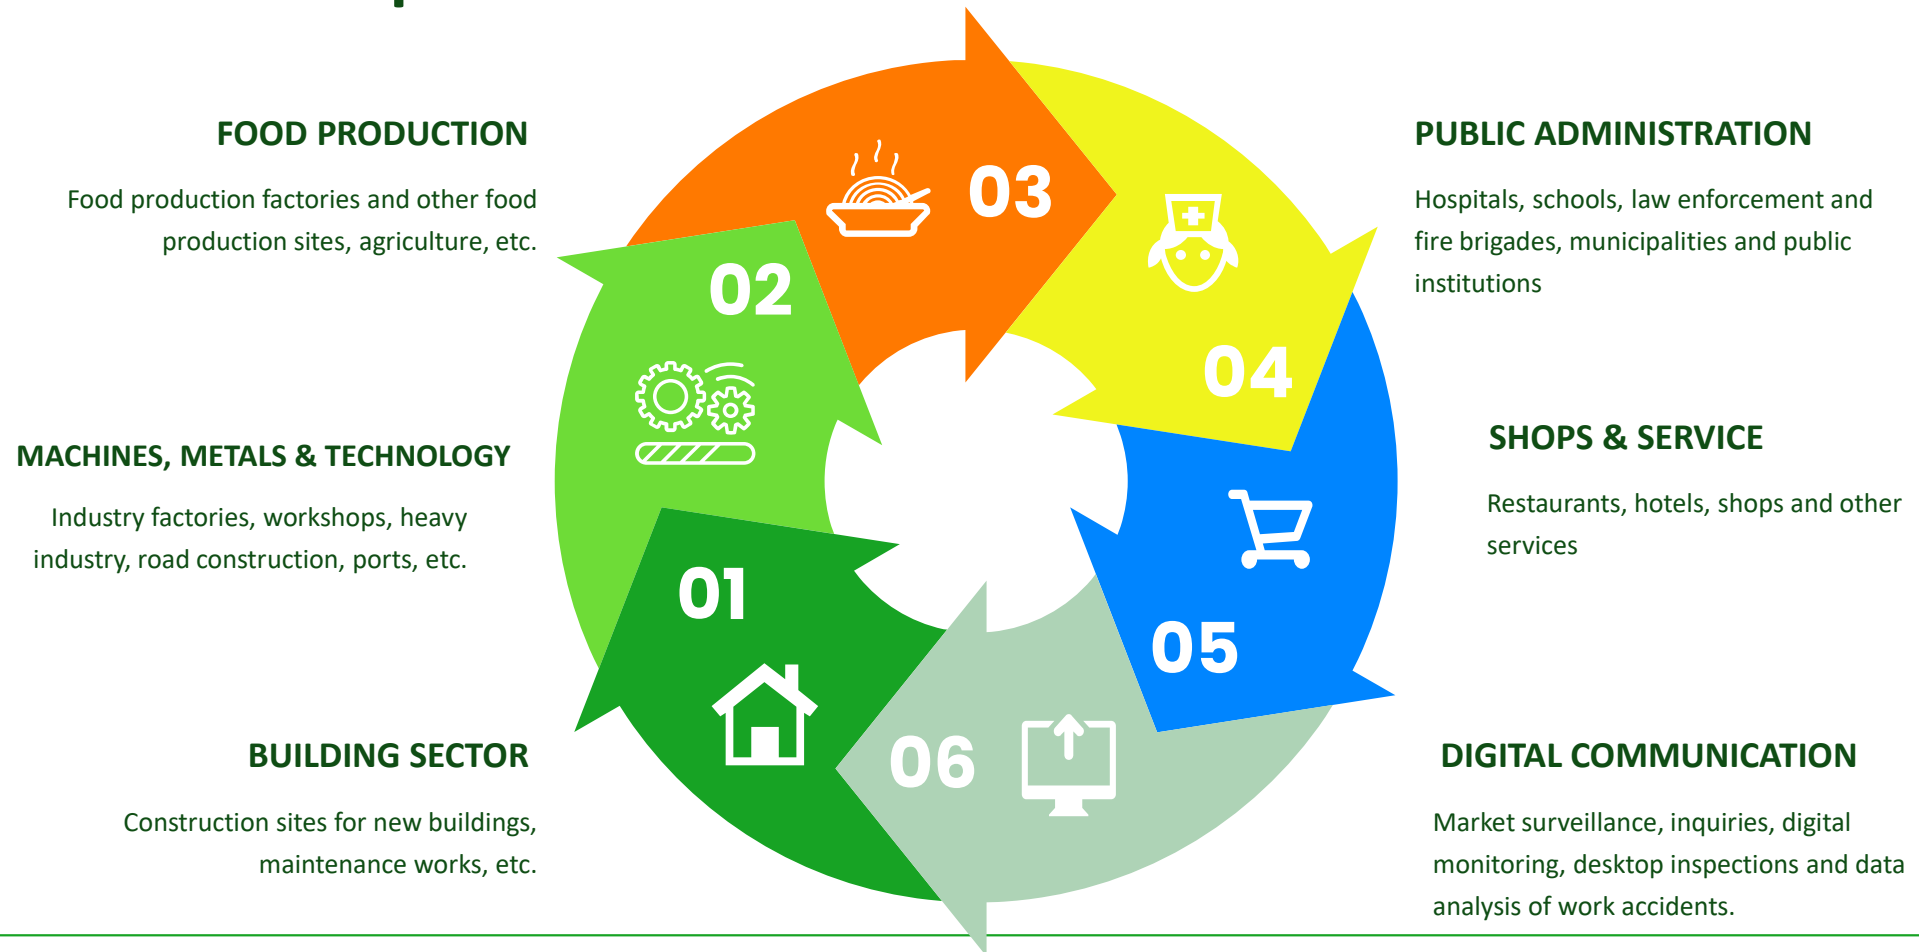 FOOD PRODUCTION
Food production factories and other food
production sites, agriculture, etc.
MACHINES, METALS & TECHNOLOGY
Industry factories, workshops, heavy
industry, road construction, ports, etc.
BUILDING SECTOR
Construction sites for new buildings,
maintenance works, etc.
03
02
04
01
05
06
PUBLIC ADMINISTRATION
Hospitals, schools, law enforcement and
fire brigades, municipalities and public
institutions
SHOPS & SERVICE
Restaurants, hotels, shops and other
services
DIGITAL COMMUNICATION
Market surveillance, inquiries, digital
monitoring, desktop inspections and data
analysis of work accidents.